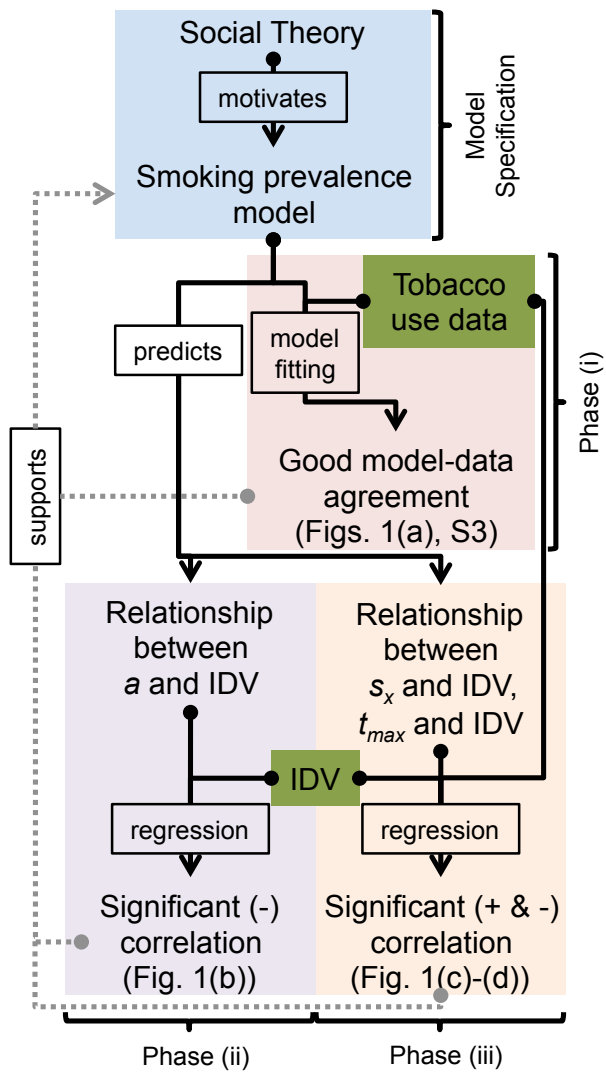 Social Theory
motivates
Smoking prevalence
model
Model
Specification
Tobacco
use data
predicts
model
fitting
Phase (i)
Good model-data
agreement
(Figs. 1(a), S3)
supports
Relationship
between
a and IDV
Relationship
between
s_x and IDV,
t_max and IDV
IDV
regression
regression
Significant (-)
correlation
(Fig. 1(b))
Significant (+ & -)
correlation
(Fig. 1(c)-(d))
Phase (ii)
Phase (iii)